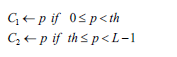 C₁ ← p if 0 ≤ p < th
C₂ ← p if th ≤ p < L − 1